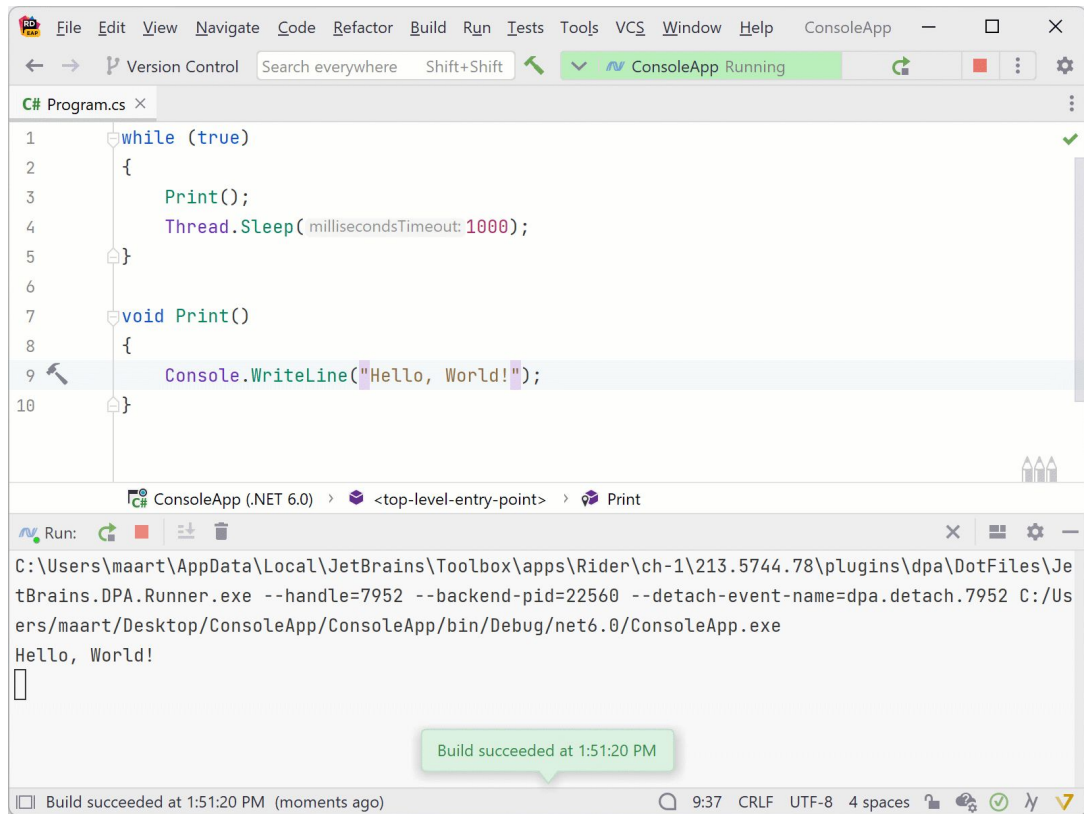 File Edit View Navigate Code Refactor Build Run Tests Tools VCS Window Help ConsoleApp
Version Control Search everywhere Shift+Shift ConsoleApp Running
C# Program.cs
1 while (true)
2 {
3 Print();
4 Thread.Sleep( millisecondsTimeout: 1000);
5 }
6
7 void Print()
8 {
9 Console.WriteLine("Hello, World!");
10 }
C# ConsoleApp (.NET 6.0) › <top-level-entry-point> › Print
Run:
C:\Users\maart\AppData\Local\JetBrains\Toolbox\apps\Rider\ch-1\213.5744.78\plugins\dpa\DotFiles\Je
tBrains.DPA.Runner.exe --handle=7952 --backend-pid=22560 --detach-event-name=dpa.detach.7952 C:/Us
ers/maart/Desktop/ConsoleApp/ConsoleApp/bin/Debug/net6.0/ConsoleApp.exe
Hello, World!
Build succeeded at 1:51:20 PM
Build succeeded at 1:51:20 PM (moments ago) 9:37 CRLF UTF-8 4 spaces